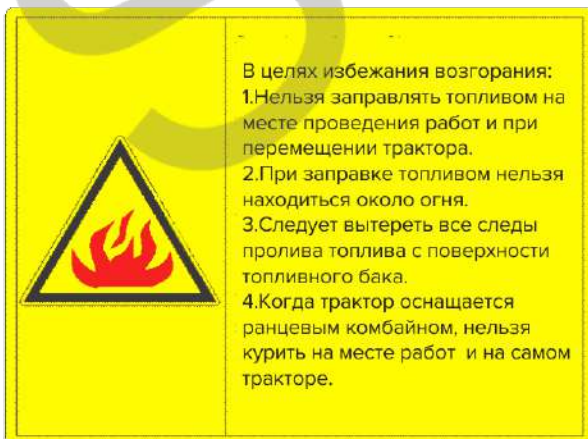 В целях избежания возгорания:
1.Нельзя заправлять топливом на
месте проведения работ и при
перемещении трактора.
2.При заправке топливом нельзя
находиться около огня.
3.Следует вытереть все следы
пролива топлива с поверхности
топливного бака.
4.Когда трактор оснащается
ранцевым комбайном, нельзя
курить на месте работ и на самом
тракторе.